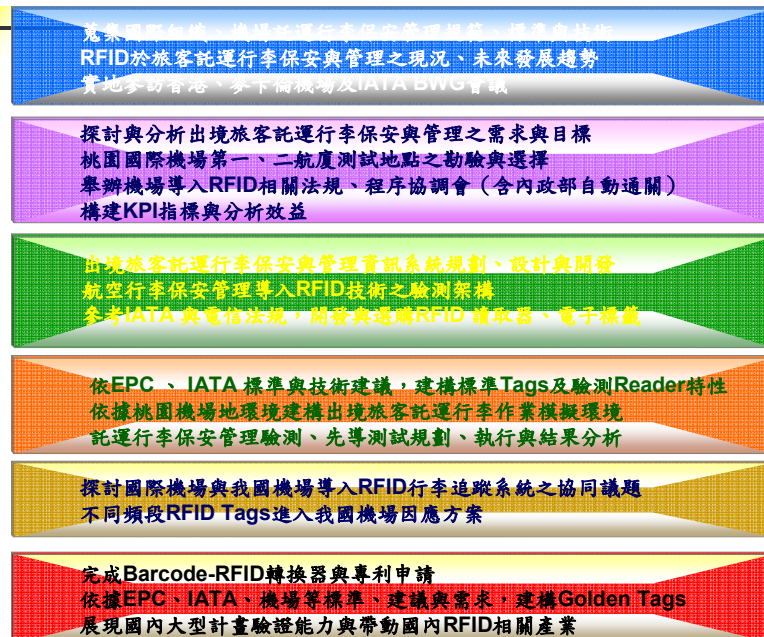 蒐集國際組織、機場託運行李保安管理規範、標準與技術
RFID於旅客託運行李保安與管理之現況、未來發展趨勢
實地參訪香港、麥卡倫機場及IATA BWG會議
探討與分析出境旅客託運行李保安與管理之需求與目標
桃園國際機場第一、二航廈測試地點之勘驗與選擇
舉辦機場導入RFID相關法規、程序協調會（含內政部自動通關）
構建KPI指標與分析效益
出境旅客託運行李保安與管理資訊系統規劃、設計與開發
航空行李保安管理導入RFID技術之驗測架構
參考IATA 與電信法規，開發與選購RFID 讀取器、電子標籤
依EPC 、 IATA 標準與技術建議，建構標準Tags及驗測Reader特性
依據桃園機場地環境建構出境旅客託運行李作業模擬環境
託運行李保安管理驗測、先導測試規劃、執行與結果分析
探討國際機場與我國機場導入RFID行李追蹤系統之協同議題
不同頻段RFID Tags進入我國機場因應方案
完成Barcode-RFID轉換器與專利申請
依據EPC、IATA、機場等標準、建議與需求，建構Golden Tags
展現國內大型計畫驗證能力與帶動國內RFID相關產業